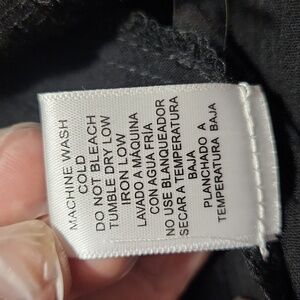 MACHINE WASH
COLD
DO NOT BLEACH
TUMBLE DRY LOW
IRON LOW
LAVADO A MAQUINA
CON AGUA FRÍA
NO USE BLANQUEADOR
SECAR A TEMPERATURA
BAJA
PLANCHADO A
TEMPERATURA BAJA